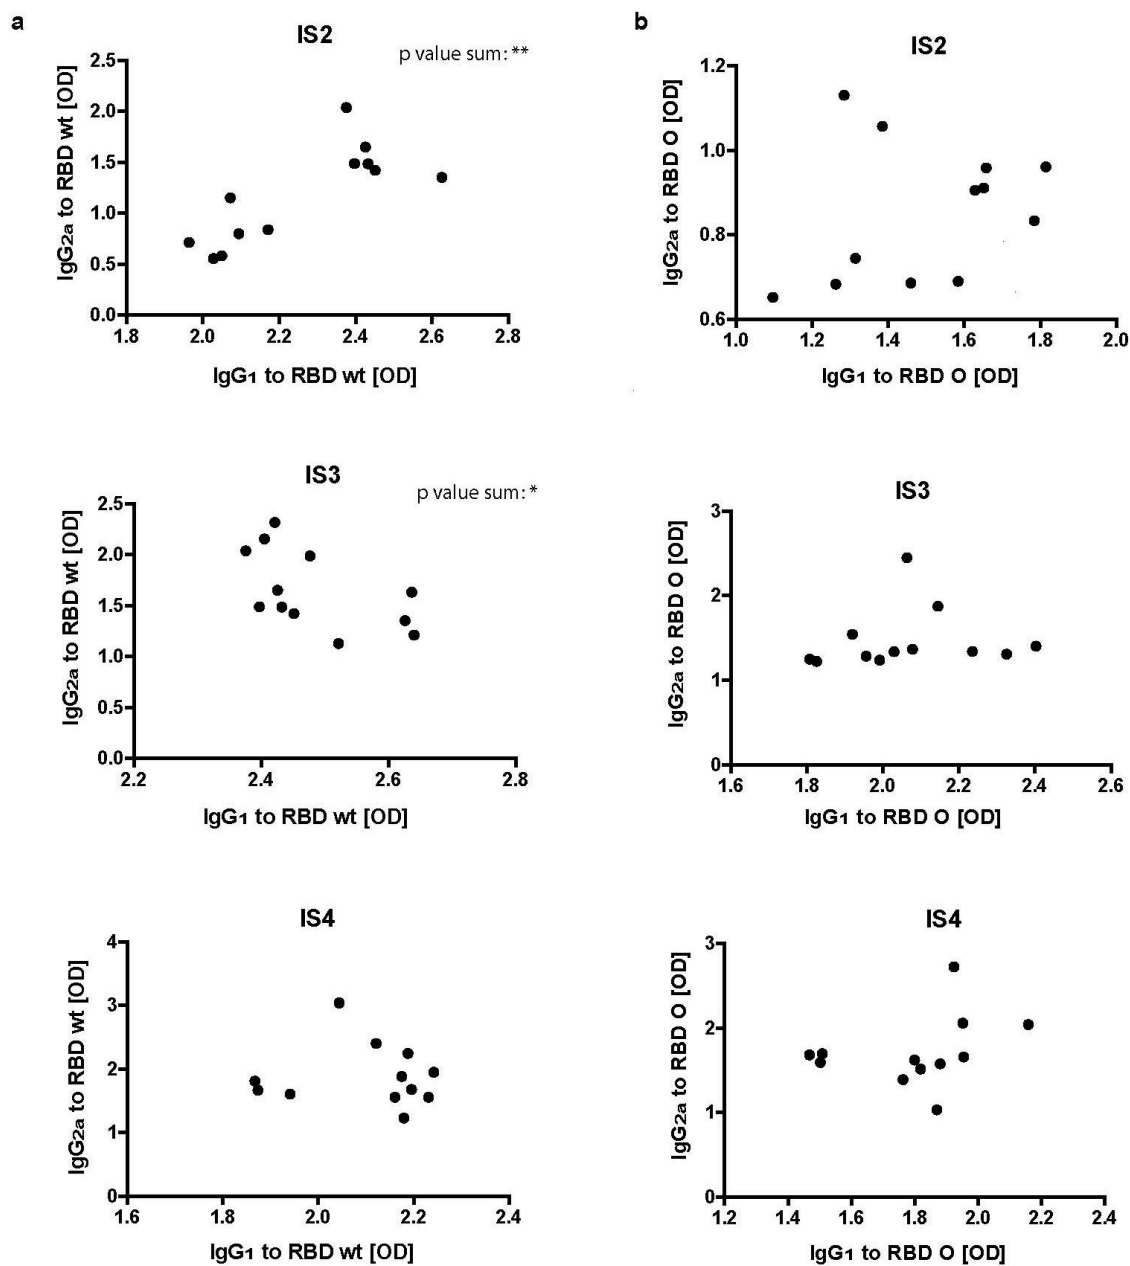 a
IS2
p value sum: **
IgG2a to RBD wt [OD]
2.5
2.0
1.5
1.0
0.5
0.0
1.8 2.0 2.2 2.4 2.6 2.8
IgG1 to RBD wt [OD]
b
IS2
IgG2a to RBD O [OD]
1.2
1.0
0.8
0.6
1.0 1.2 1.4 1.6 1.8 2.0
IgG1 to RBD O [OD]
IS3
p value sum: *
IgG2a to RBD wt [OD]
2.5
2.0
1.5
1.0
0.5
0.0
2.2 2.4 2.6 2.8
IgG1 to RBD wt [OD]
IS3
IgG2a to RBD O [OD]
3
2
1
0
1.6 1.8 2.0 2.2 2.4 2.6
IgG1 to RBD O [OD]
IS4
IgG2a to RBD wt [OD]
4
3
2
1
0
1.6 1.8 2.0 2.2 2.4
IgG1 to RBD wt [OD]
IS4
IgG2a to RBD O [OD]
3
2
1
0
1.2 1.4 1.6 1.8 2.0 2.2 2.4
IgG1 to RBD O [OD]